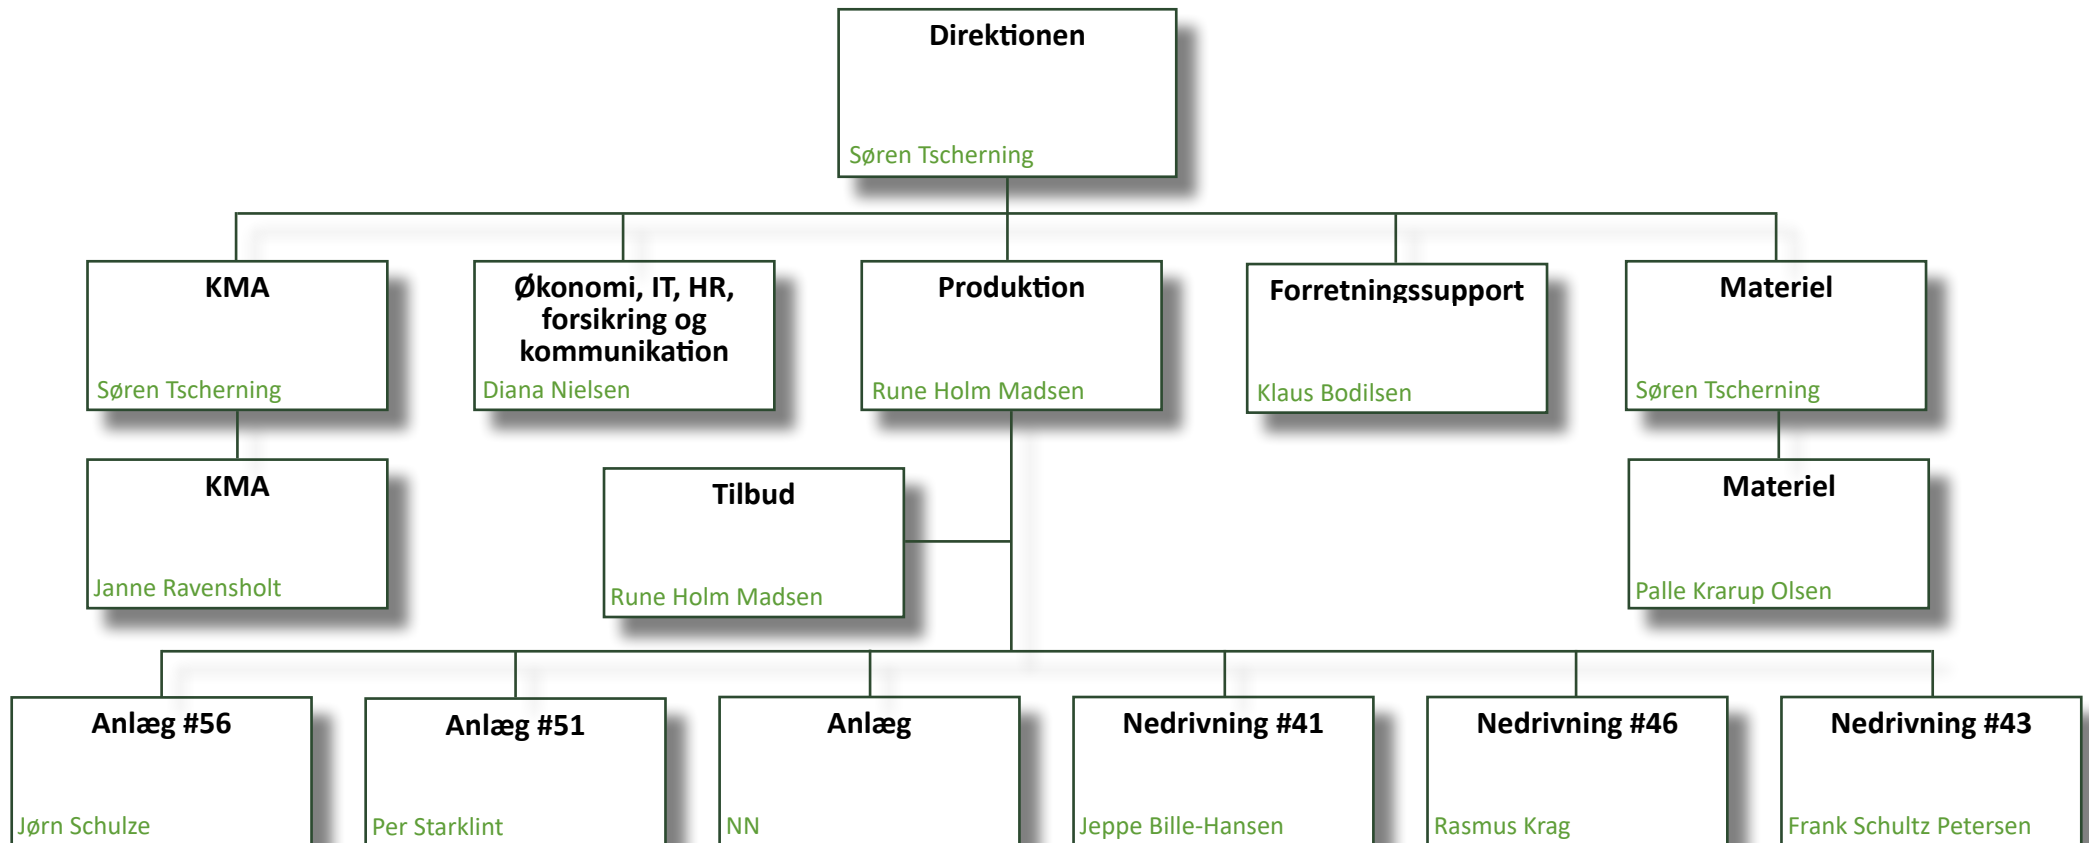 Direktionen
Søren Tscherning
KMA
Søren Tscherning
Økonomi, IT, HR,
forsikring og
kommunikation
Diana Nielsen
Produktion
Rune Holm Madsen
Forretningssupport
Klaus Bodilsen
Materiel
Søren Tscherning
KMA
Janne Ravensholt
Tilbud
Rune Holm Madsen
Materiel
Palle Krarup Olsen
Anlæg #56
Jørn Schulze
Anlæg #51
Per Starklint
Anlæg
NN
Nedrivning #41
Jeppe Bille-Hansen
Nedrivning #46
Rasmus Krag
Nedrivning #43
Frank Schultz Petersen